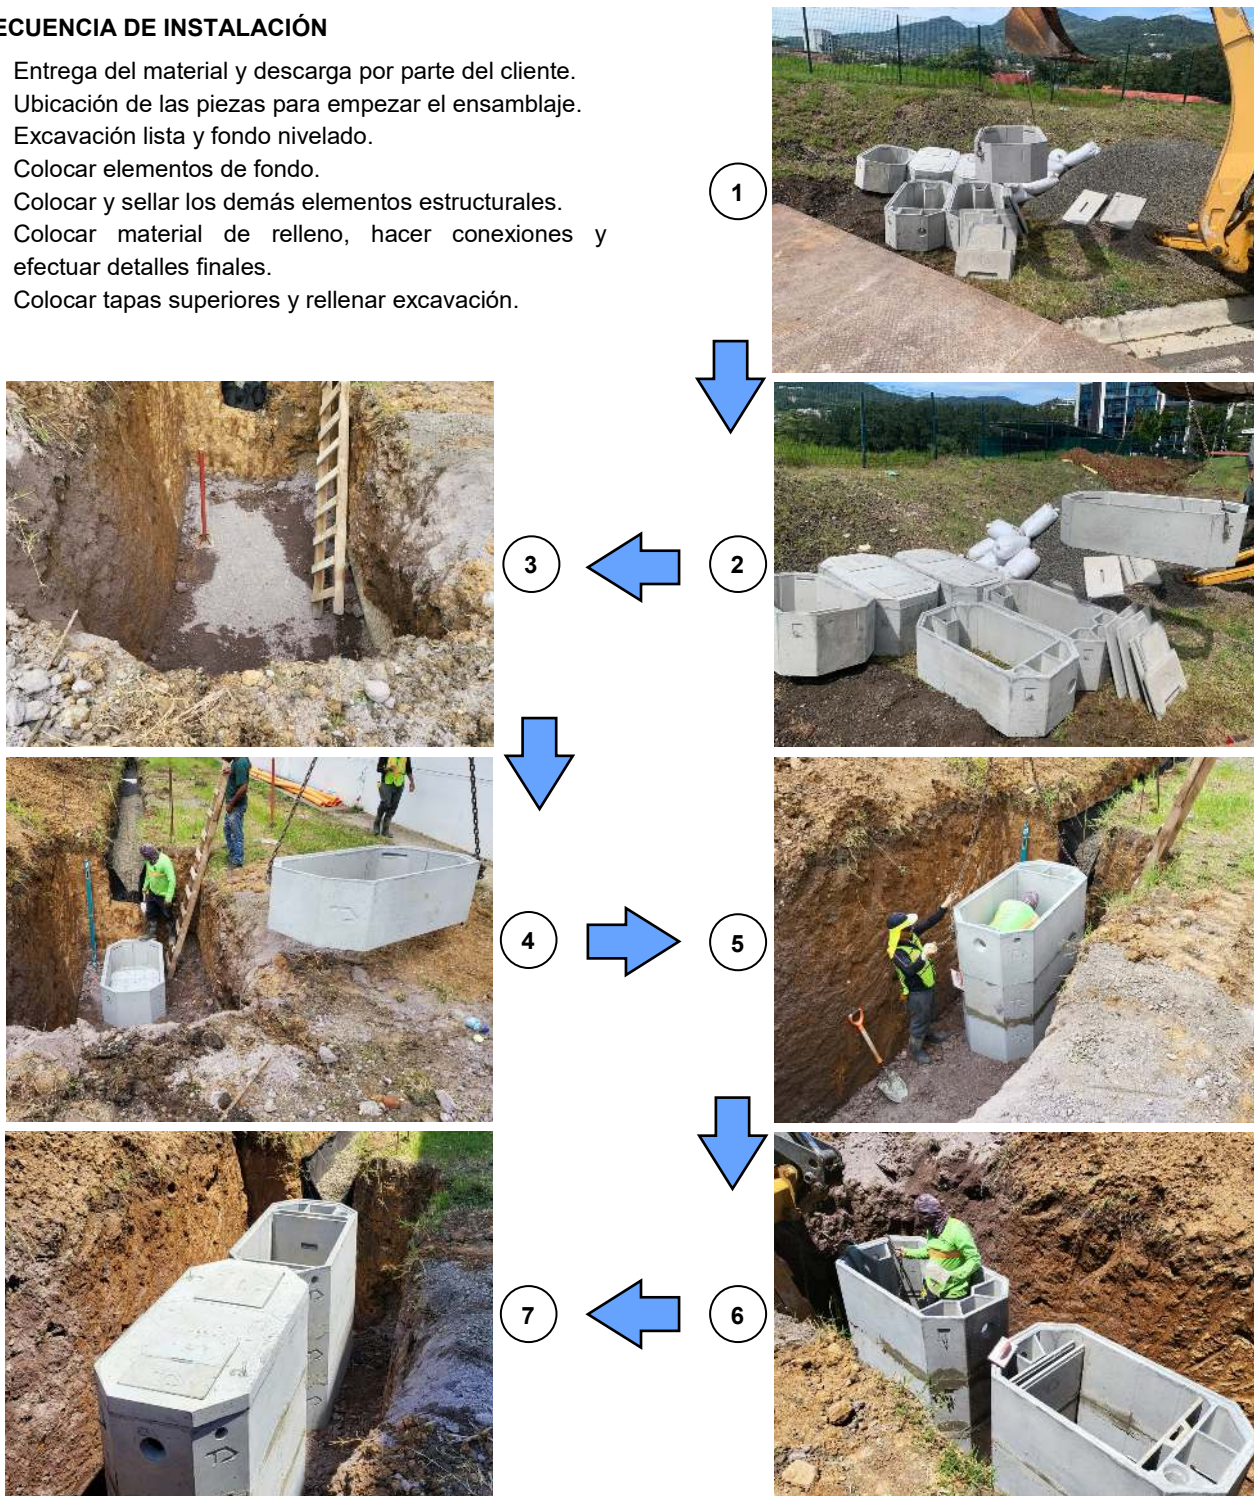 ECUENCIA DE INSTALACIÓN
Entrega del material y descarga por parte del cliente.
Ubicación de las piezas para empezar el ensamblaje.
Excavación lista y fondo nivelado.
Colocar elementos de fondo.
Colocar y sellar los demás elementos estructurales.
Colocar material de relleno, hacer conexiones y
efectuar detalles finales.
Colocar tapas superiores y rellenar excavación.
1
2
3
4
5
6
7